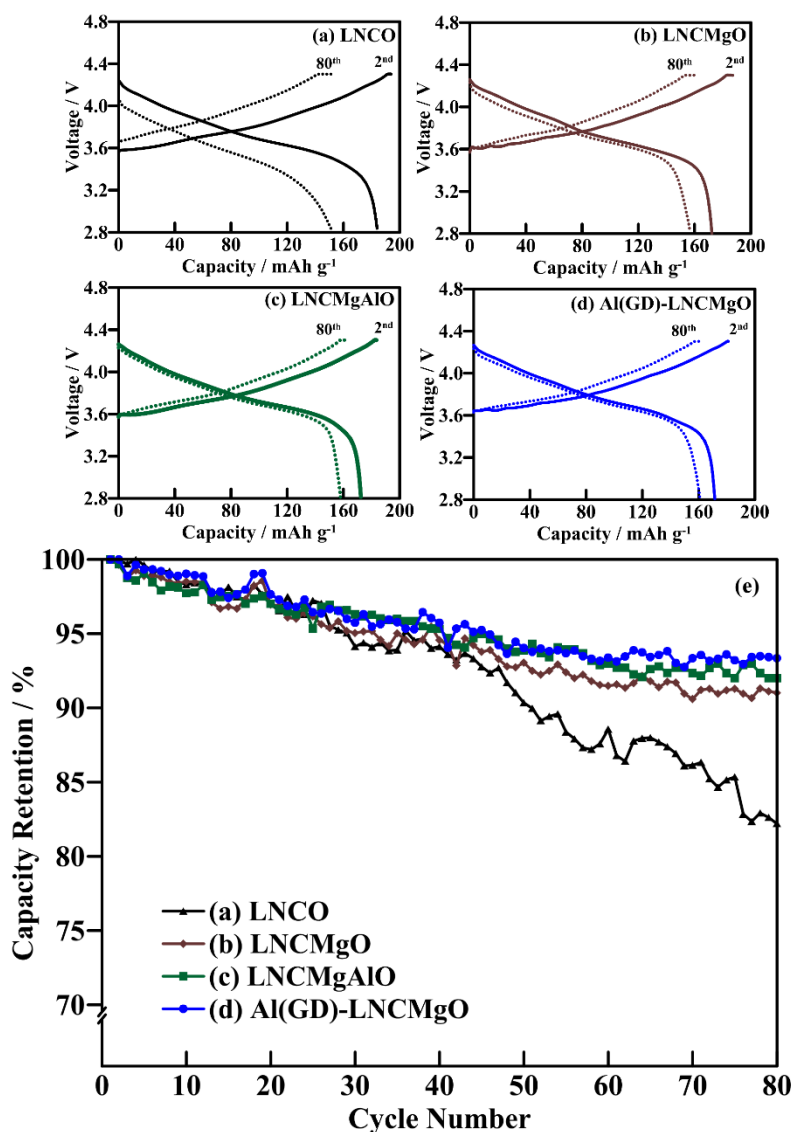 (a) LNCO
80th
2nd
4.8
4.4
4.0
3.6
3.2
2.8
Voltage / V
0 40 80 120 160 200
Capacity / mAh g-1
(b) LNCMgO
80th 2nd
4.8
4.4
4.0
3.6
3.2
2.8
Voltage / V
0 40 80 120 160 200
Capacity / mAh g-1
(c) LNCMgAlO
80th 2nd
4.8
4.4
4.0
3.6
3.2
2.8
Voltage / V
0 40 80 120 160 200
Capacity / mAh g-1
(d) Al(GD)-LNCMgO
80th 2nd
4.8
4.4
4.0
3.6
3.2
2.8
Voltage / V
0 40 80 120 160 200
Capacity / mAh g-1
(e)
100
95
90
85
80
75
70
Capacity Retention / %
(a) LNCO
(b) LNCMgO
(c) LNCMgAlO
(d) Al(GD)-LNCMgO
0 10 20 30 40 50 60 70 80
Cycle Number